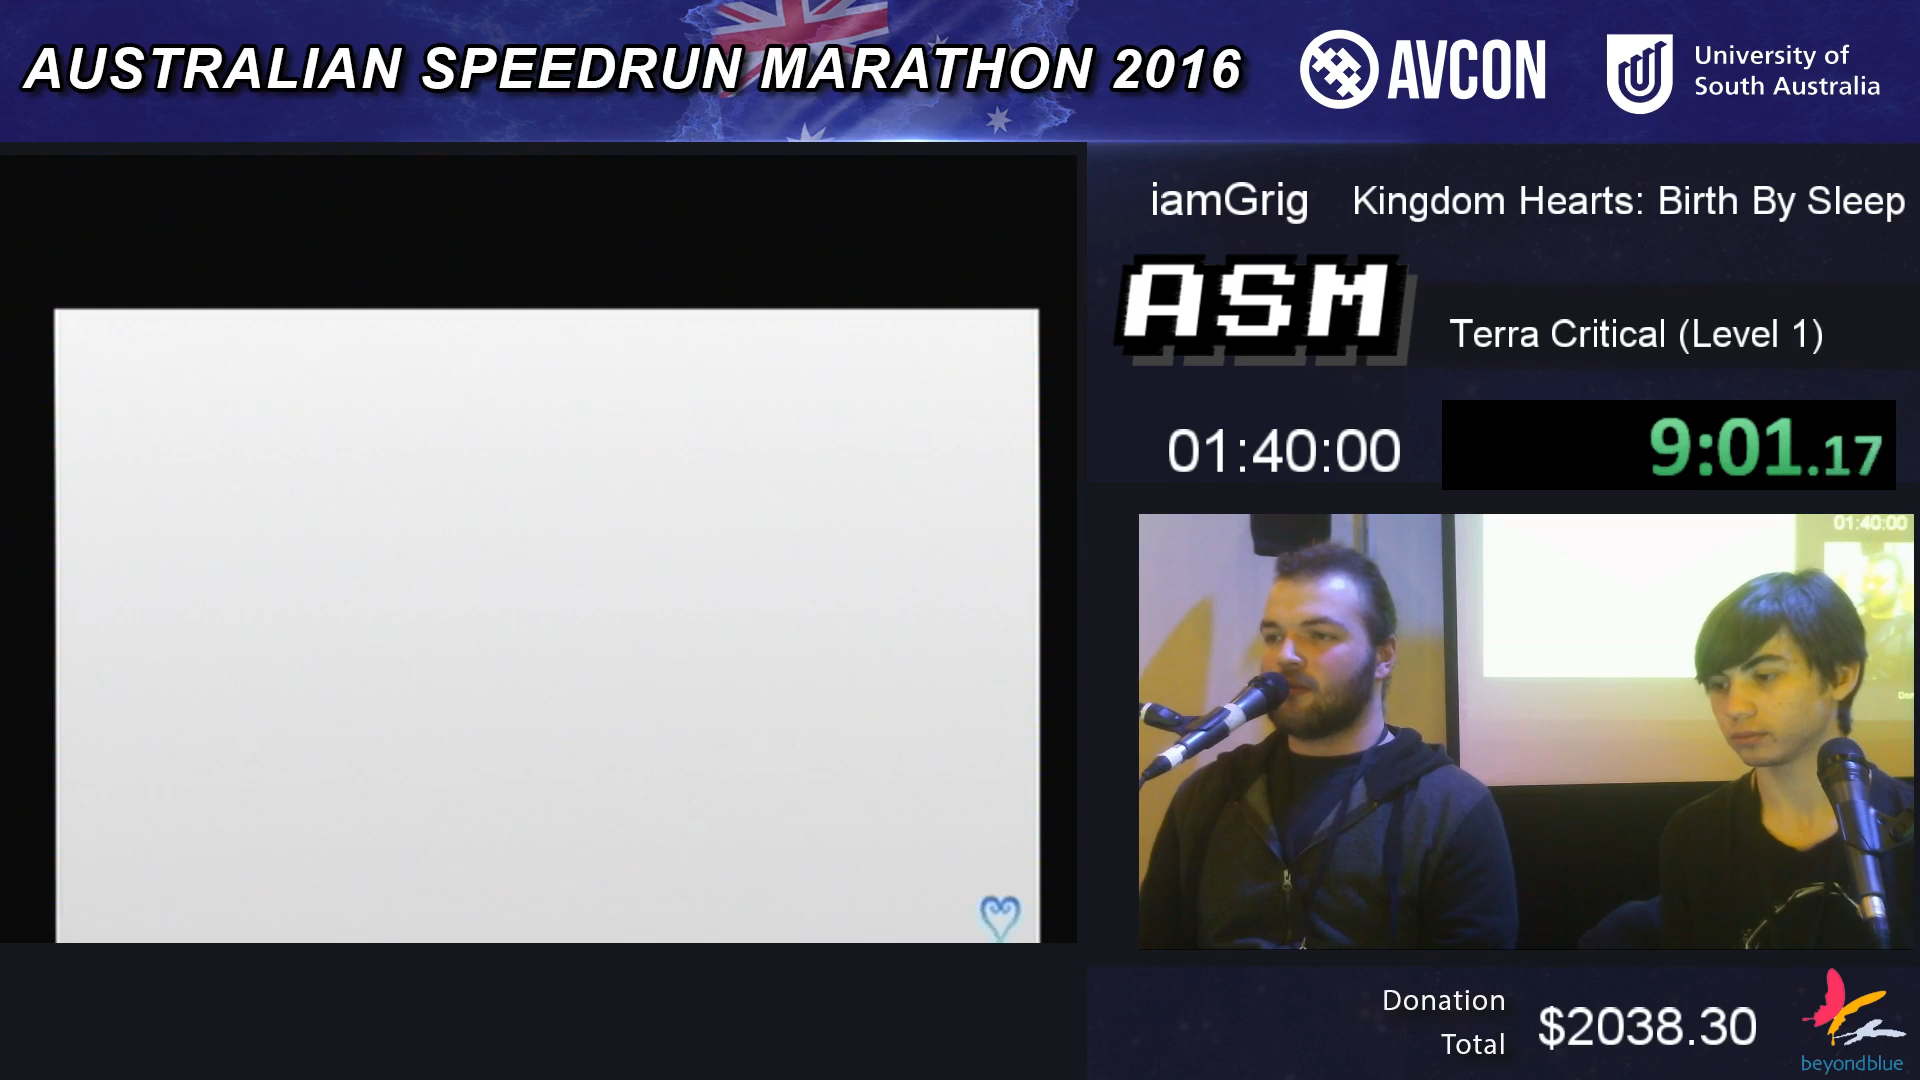 AUSTRALIAN SPEEDRUN MARATHON 2016
AVCON
University of
South Australia
iamGrig
Kingdom Hearts: Birth By Sleep
ASM
Terra Critical (Level 1)
01:40:00
9:01.17
01:40:00
Donation
Total
$2038.30
beyondblue